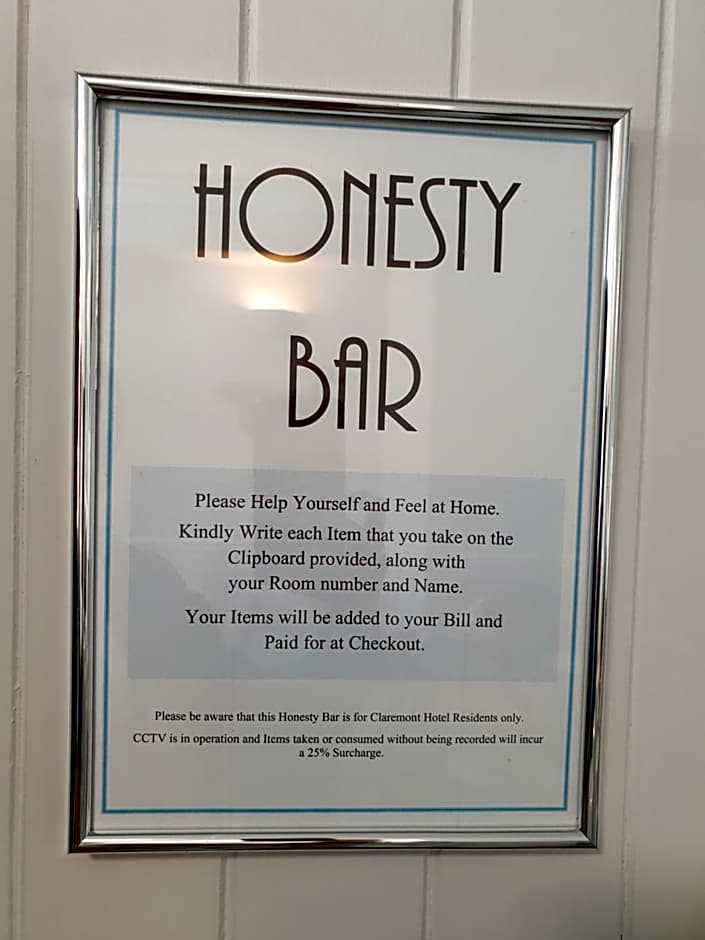 HONESTY
BAR
Please Help Yourself and Feel at Home.
Kindly Write each Item that you take on the
Clipboard provided, along with
your Room number and Name.
Your Items will be added to your Bill and
Paid for at Checkout.
Please be aware that this Honesty Bar is for Claremont Hotel Residents only.
CCTV is in operation and Items taken or consumed without being recorded will incur
a 25% Surcharge.